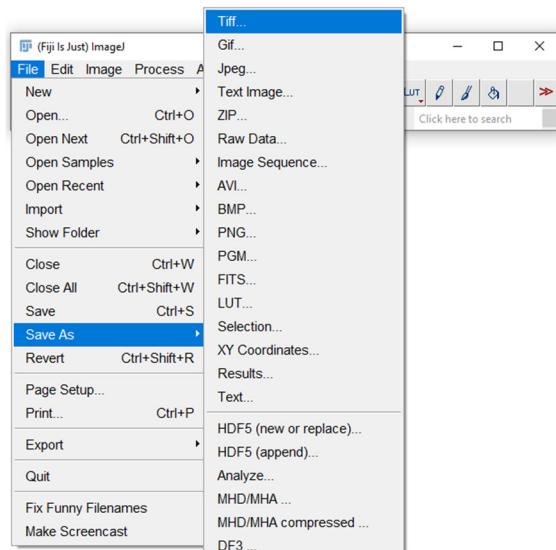 (Fiji Is Just) ImageJ
File Edit Image Process A
LUT
Click here to search
New
Open... Ctrl+O
Open Next Ctrl+Shift+O
Open Samples
Open Recent
Import
Show Folder
Close Ctrl+W
Close All Ctrl+Shift+W
Save Ctrl+S
Save As
Revert Ctrl+Shift+R
Page Setup...
Print... Ctrl+P
Export
Quit
Fix Funny Filenames
Make Screencast
Tiff...
Gif...
Jpeg...
Text Image...
ZIP...
Raw Data...
Image Sequence...
AVI...
BMP...
PNG...
PGM...
FITS...
LUT...
Selection...
XY Coordinates...
Results...
Text...
HDF5 (new or replace)...
HDF5 (append)...
Analyze...
MHD/MHA ...
MHD/MHA compressed ...
DF3 ...